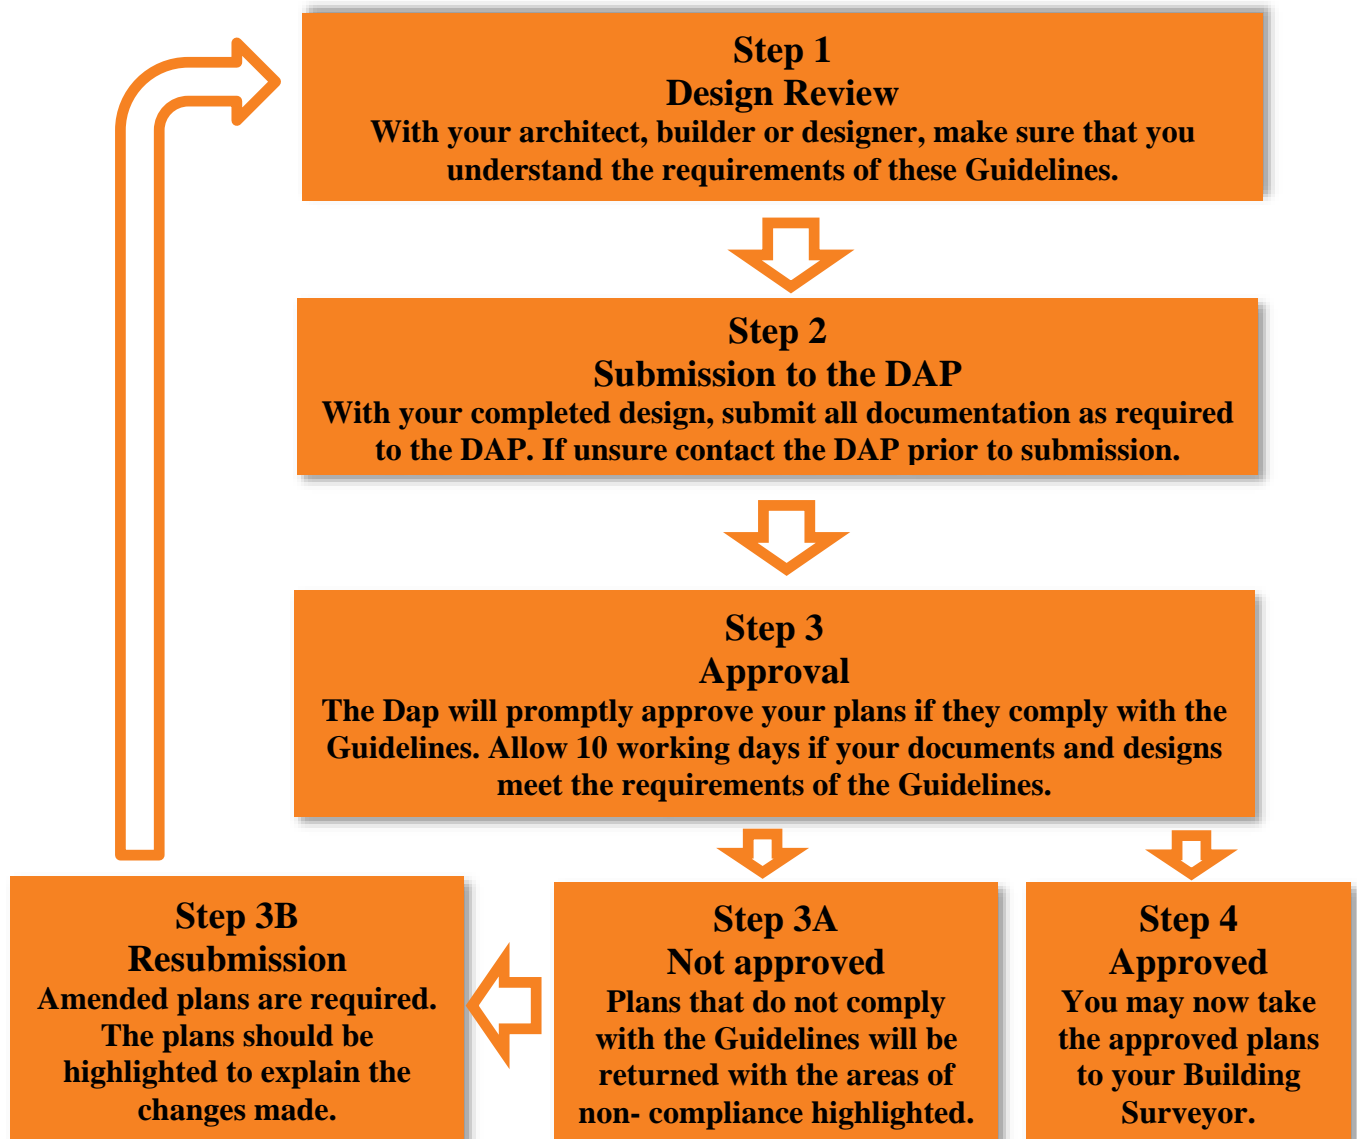 Step 1
Design Review
With your architect, builder or designer, make sure that you
understand the requirements of these Guidelines.
Step 2
Submission to the DAP
With your completed design, submit all documentation as required
to the DAP. If unsure contact the DAP prior to submission.
Step 3
Approval
The Dap will promptly approve your plans if they comply with the
Guidelines. Allow 10 working days if your documents and designs
meet the requirements of the Guidelines.
Step 3B
Resubmission
Amended plans are required.
The plans should be
highlighted to explain the
changes made.
Step 3A
Not approved
Plans that do not comply
with the Guidelines will be
returned with the areas of
non- compliance highlighted.
Step 4
Approved
You may now take
the approved plans
to your Building
Surveyor.